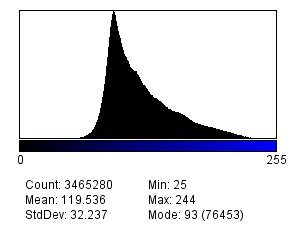 0 255
Count: 3465280 Min: 25
Mean: 119.536 Max: 244
StdDev: 32.237 Mode: 93 (76453)